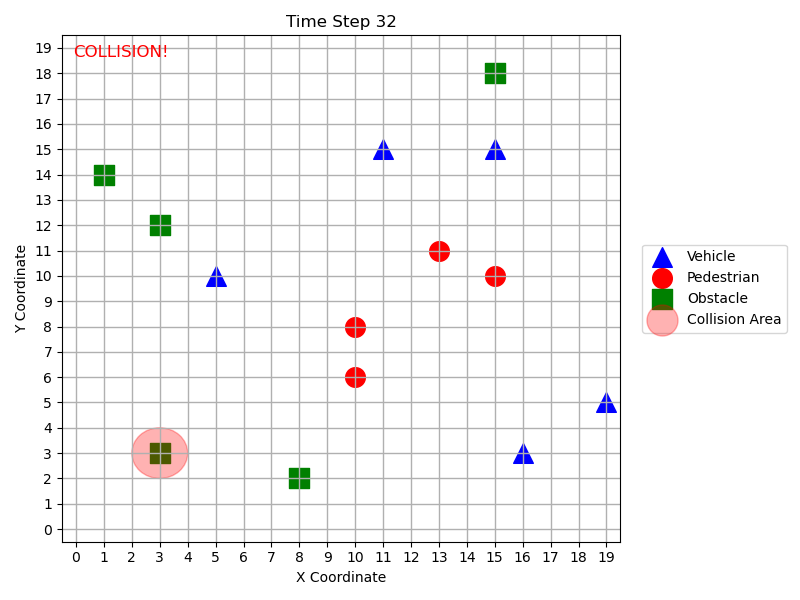 Time Step 32
COLLISION!
Y Coordinate
19
18
17
16
15
14
13
12
11
10
9
8
7
6
5
4
3
2
1
0
0 1 2 3 4 5 6 7 8 9 10 11 12 13 14 15 16 17 18 19
X Coordinate
Vehicle
Pedestrian
Obstacle
Collision Area